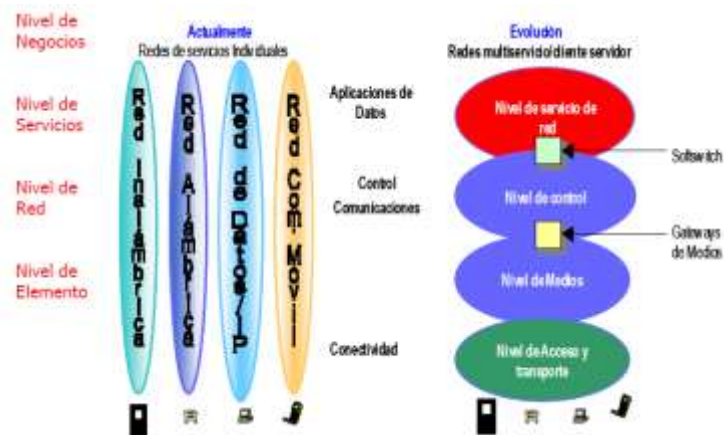 Nivel de
Negocios
Nivel de
Servicios
Nivel de
Red
Nivel de
Elemento
Actualmente
Redes de servicios Individuales
Red Inalámbrica
Red Alámbrica
Red de Datos/IP
Red Com. Movil
Aplicaciones de
Datos
Control
Comunicaciones
Conectividad
Evolución
Redes multiservicio/cliente servidor
Nivel de servicio de
red
Nivel de control
Nivel de Medios
Nivel de Acceso y
transporte
Softswitch
Gateways
de Medios